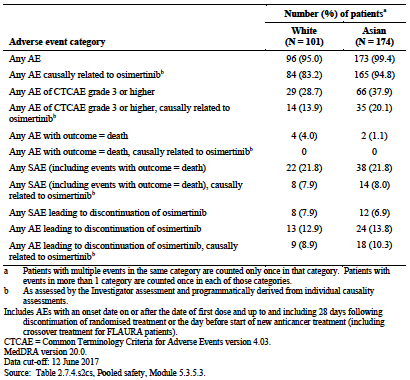 Number (%) of patientsa
White Asian
Adverse event category (N = 101) (N = 174)
Any AE 96 (95.0) 173 (99.4)
Any AE causally related to osimertinibb 84 (83.2) 165 (94.8)
Any AE of CTCAE grade 3 or higher 29 (28.7) 66 (37.9)
Any AE of CTCAE grade 3 or higher, causally related to 14 (13.9) 35 (20.1)
osimertinibb
Any AE with outcome = death 4 (4.0) 2 (1.1)
Any AE with outcome = death, causally related to osimertinibb 0 0
Any SAE (including events with outcome = death) 22 (21.8) 38 (21.8)
Any SAE (including events with outcome = death), causally 8 (7.9) 14 (8.0)
related to osimertinibb
Any SAE leading to discontinuation of osimertinib 8 (7.9) 12 (6.9)
Any AE leading to discontinuation of osimertinib 13 (12.9) 24 (13.8)
Any AE leading to discontinuation of osimertinib, causally 9 (8.9) 18 (10.3)
related to osimertinibb
a Patients with multiple events in the same category are counted only once in that category. Patients with
events in more than 1 category are counted once in each of those categories.
b As assessed by the Investigator assessment and programmatically derived from individual causality
assessments.
Includes AEs with an onset date on or after the date of first dose and up to and including 28 days following
discontinuation of randomised treatment or the day before start of new anticancer treatment (including
crossover treatment for FLAURA patients).
CTCAE = Common Terminology Criteria for Adverse Events version 4.03.
MedDRA version 20.0.
Data cut-off: 12 June 2017
Source: Table 2.7.4.s2cs, Pooled safety, Module 5.3.5.3.